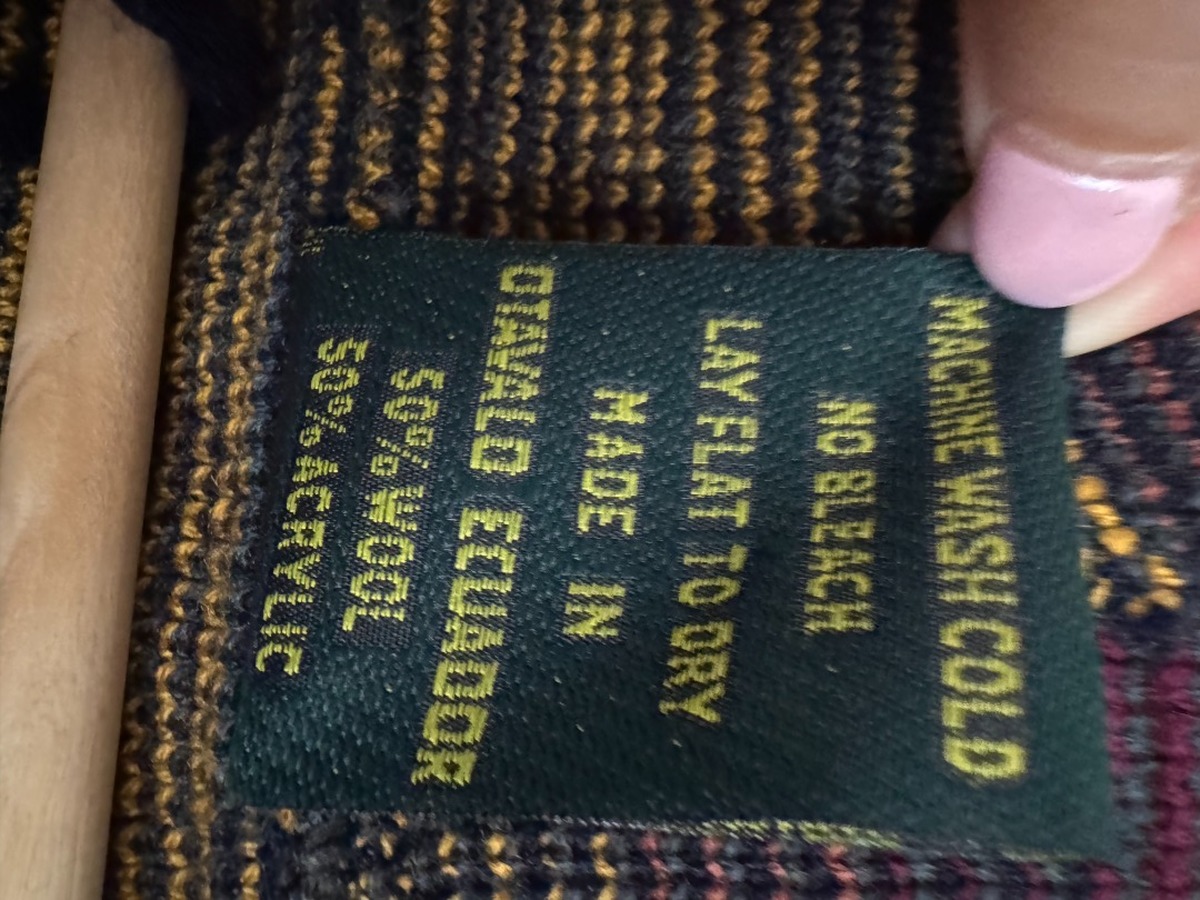 MACHINE WASH COLD
NO BLEACH
LAY FLAT TO DRY
MADE IN
OTAVALO ECUADOR
50% WOOL
50% ACRYLIC